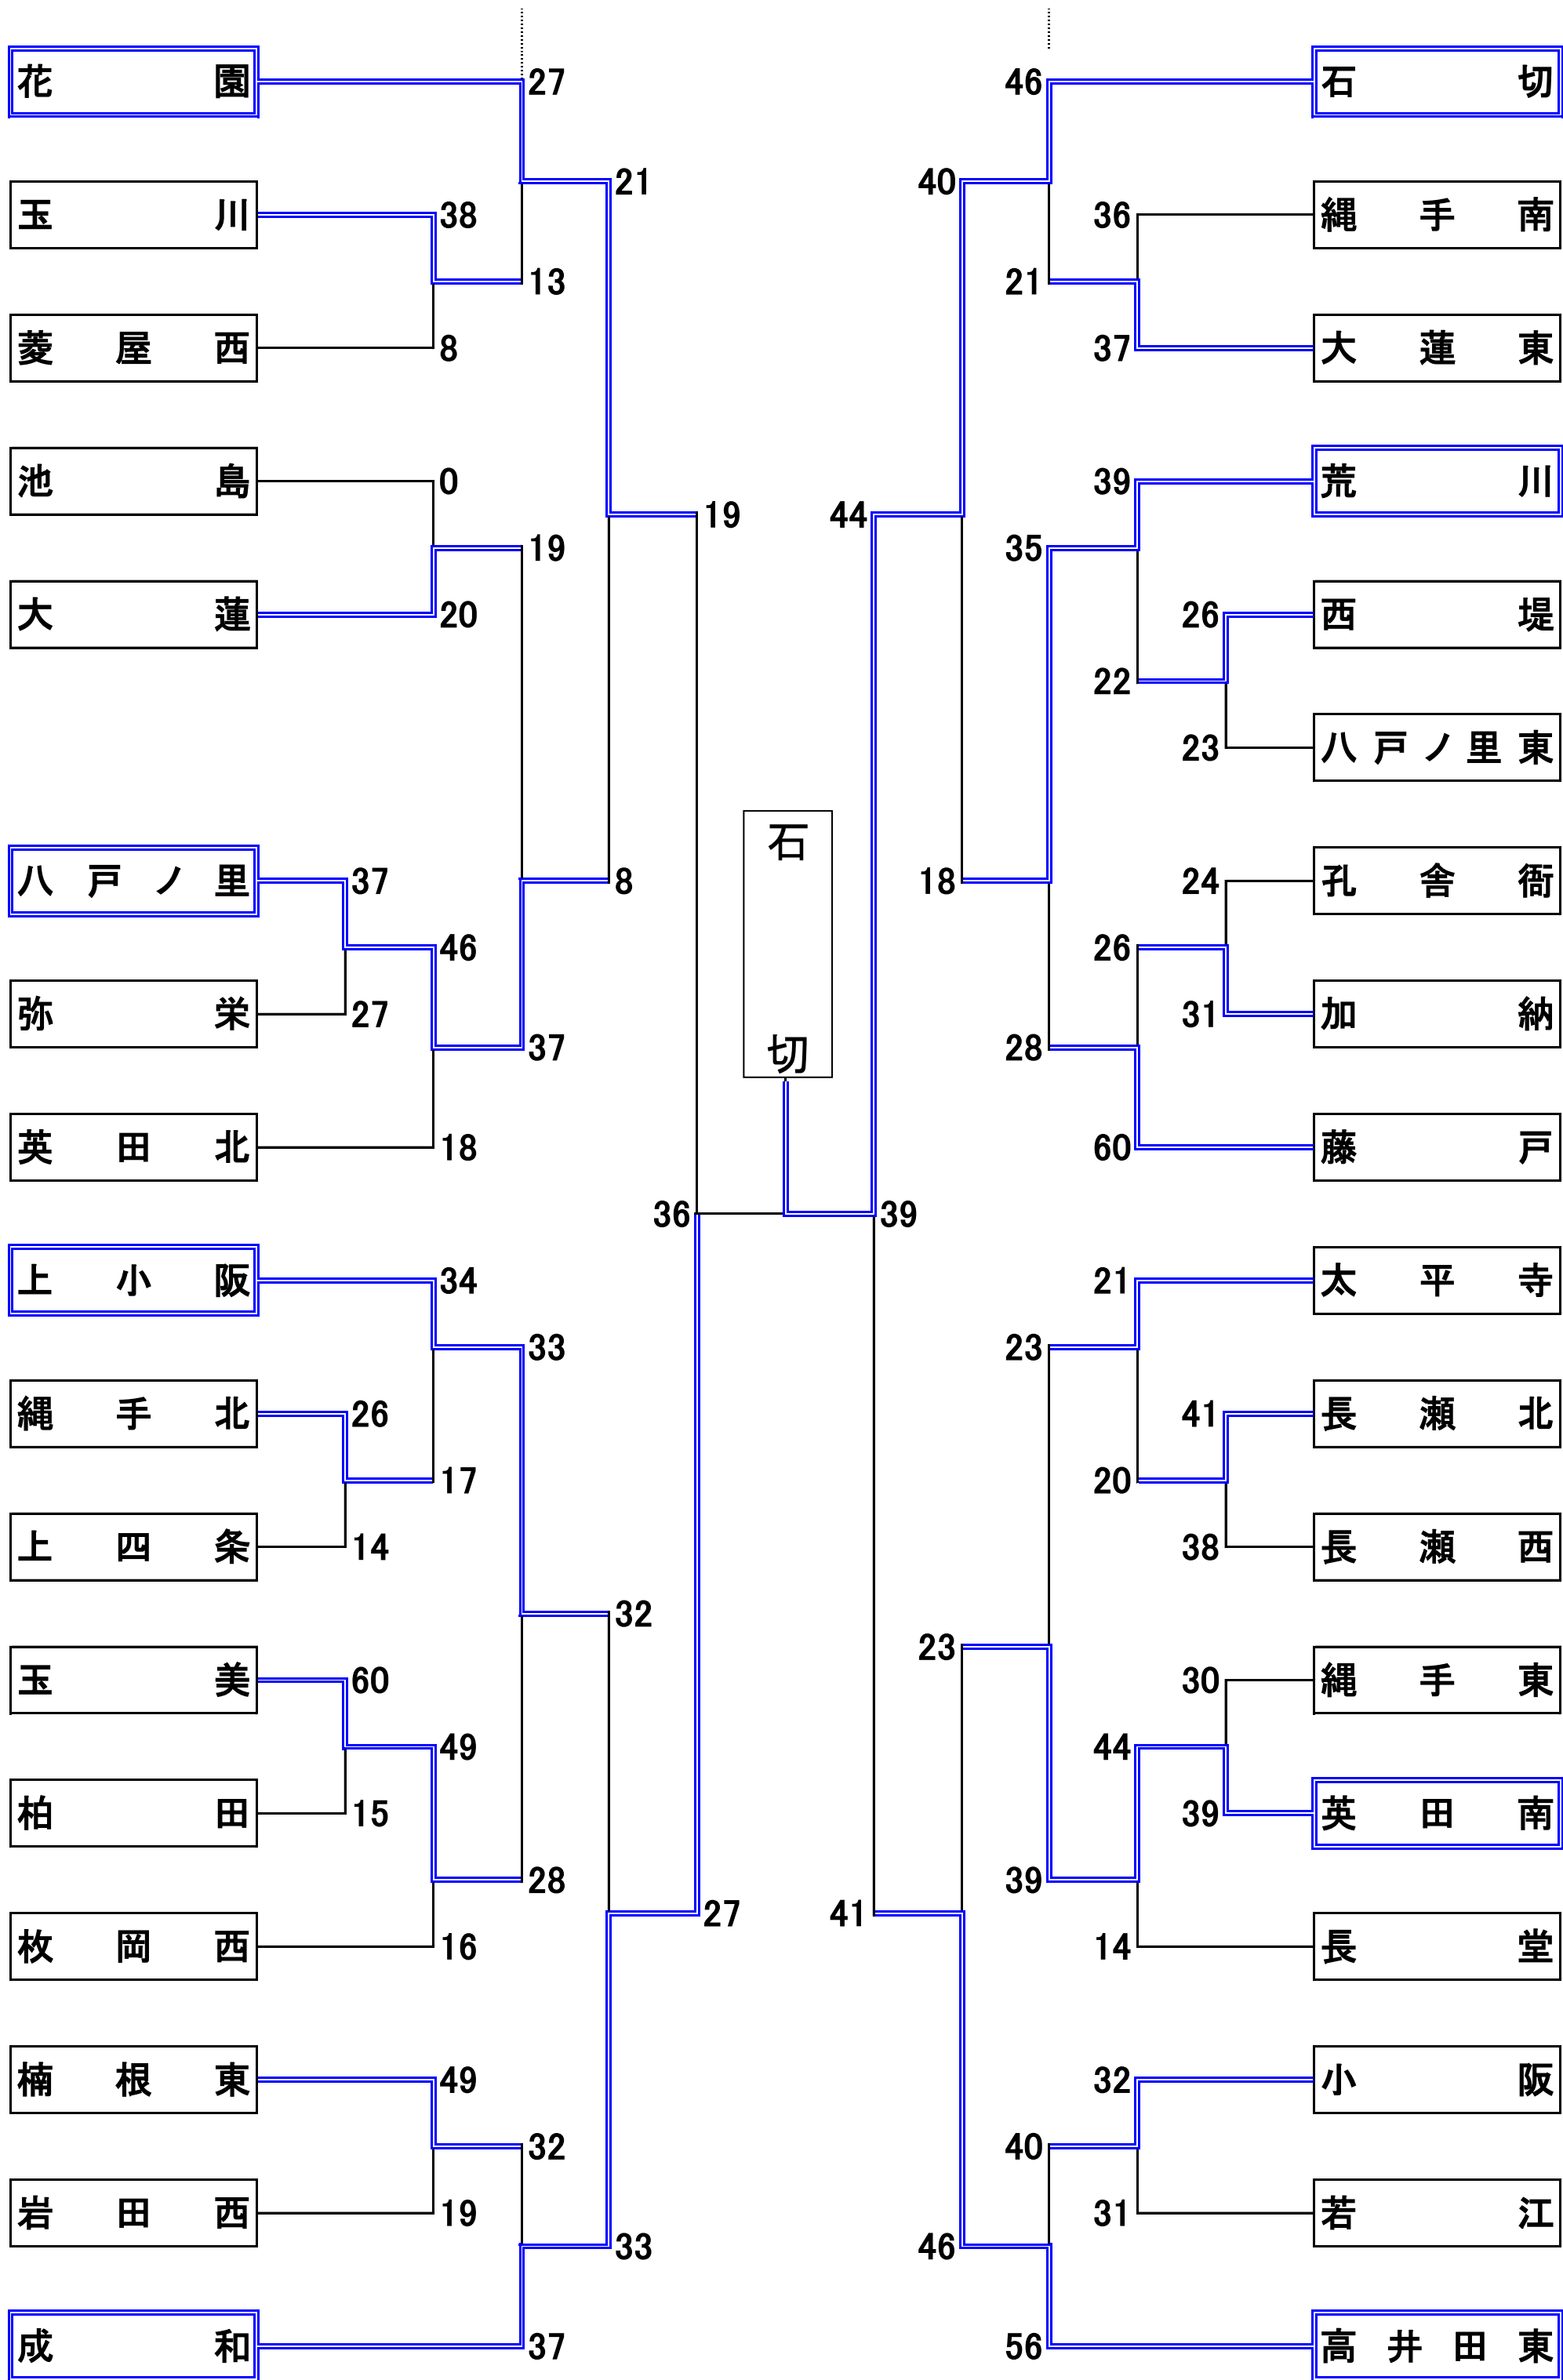 花園 27 46 石切
21 40
玉川 38 36 縄手南
13 21
菱屋西 8 37 大蓮東
池島 0 39 荒川
19 44
19 35
大蓮 20 26 西堤
22
23 八戸ノ里東
石切
八戸ノ里 37 8 18 24 孔舎衙
46 26
弥栄 27 31 加納
37 28
英田北 18 60 藤戸
36 39
上小阪 34 21 太平寺
33 23
縄手北 26 41 長瀬北
17 20
上四条 14 38 長瀬西
32 23
玉美 60 30 縄手東
49 44
柏田 15 39 英田南
28 39
27 41
枚岡西 16 14 長堂
楠根東 49 32 小阪
32 40
岩田西 19 31 若江
33 46
成和 37 56 高井田東